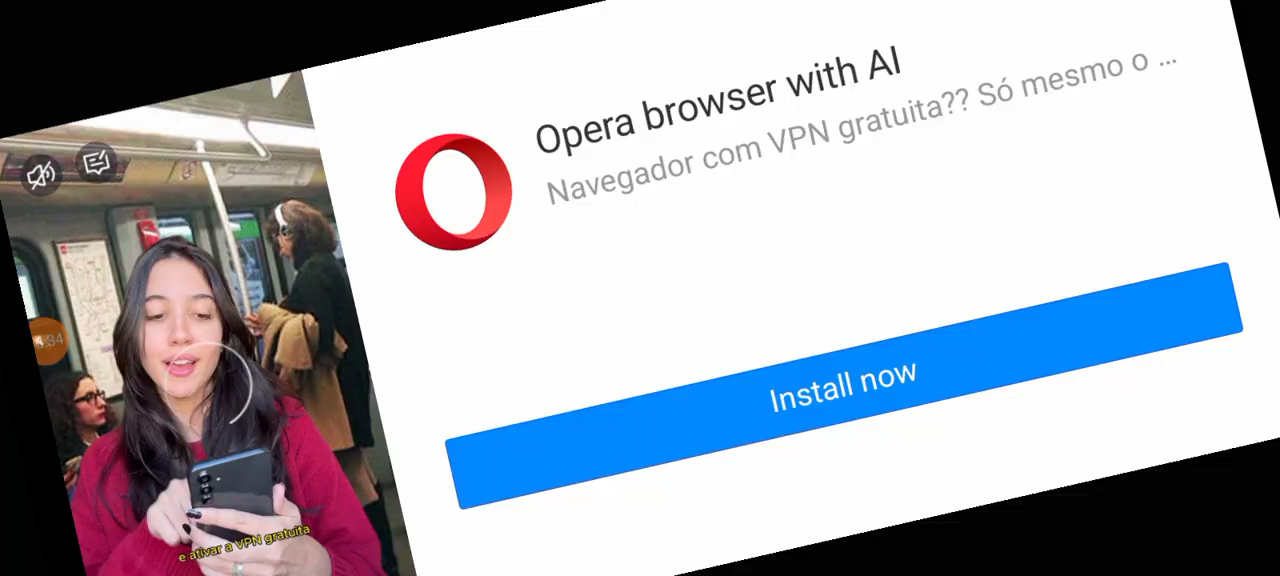 Opera browser with AI
Navegador com VPN gratuita?? Só mesmo o ...
Install now
e ativar a VPN gratuita